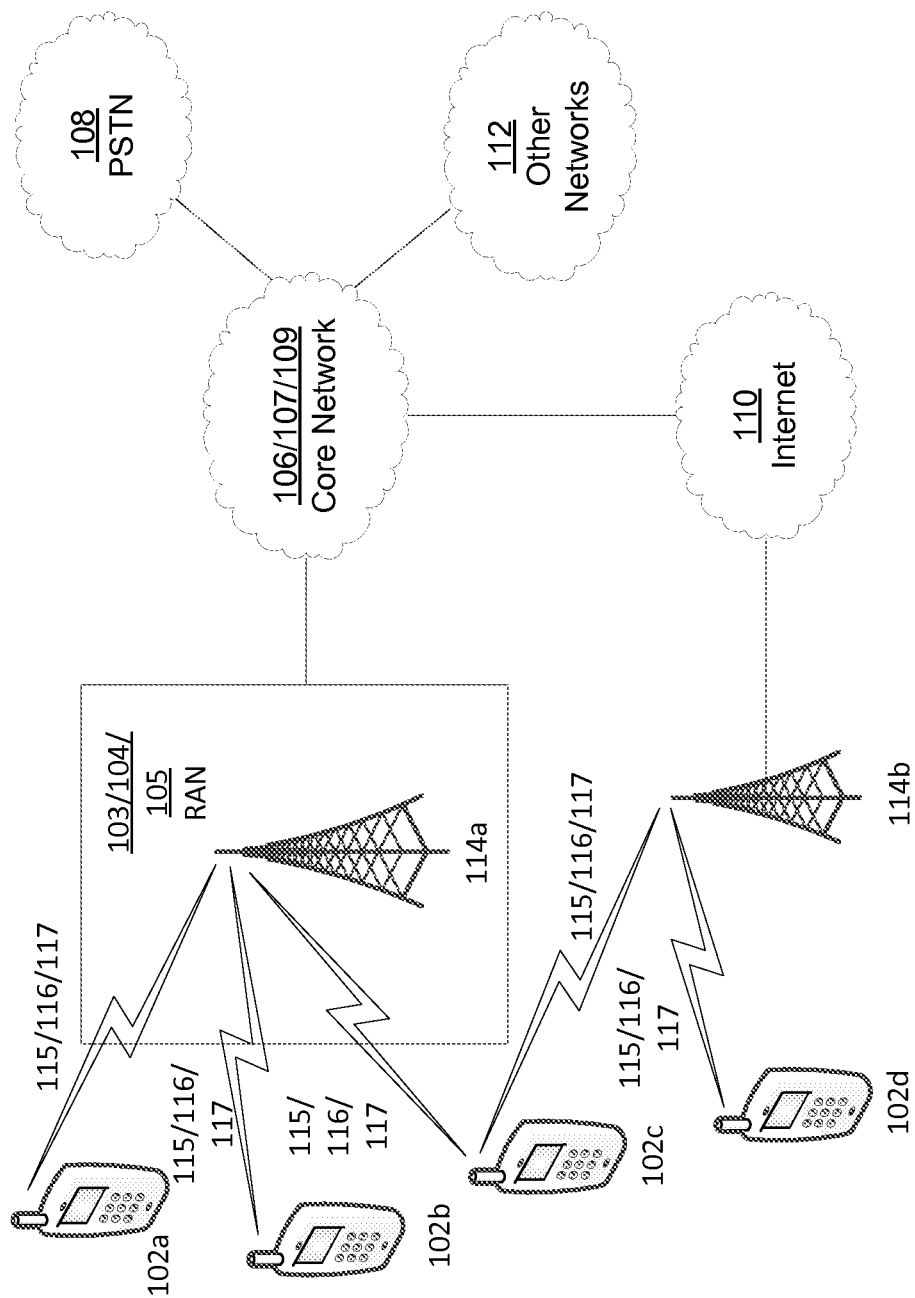 108
PSTN
112
Other
Networks
106/107/109
Core Network
110
Internet
103/104/
105
RAN
114a
114b
115/116/117
115/116/
117
115/
116/
117
115/116/117
115/116/
117
102a
102b
102c
102d